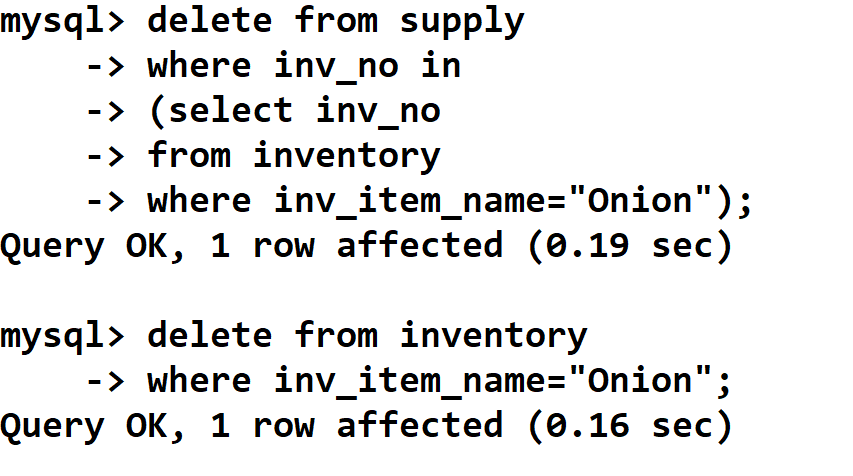 mysql> delete from supply
    -> where inv_no in
    -> (select inv_no
    -> from inventory
    -> where inv_item_name="Onion");
Query OK, 1 row affected (0.19 sec)

mysql> delete from inventory
    -> where inv_item_name="Onion";
Query OK, 1 row affected (0.16 sec)